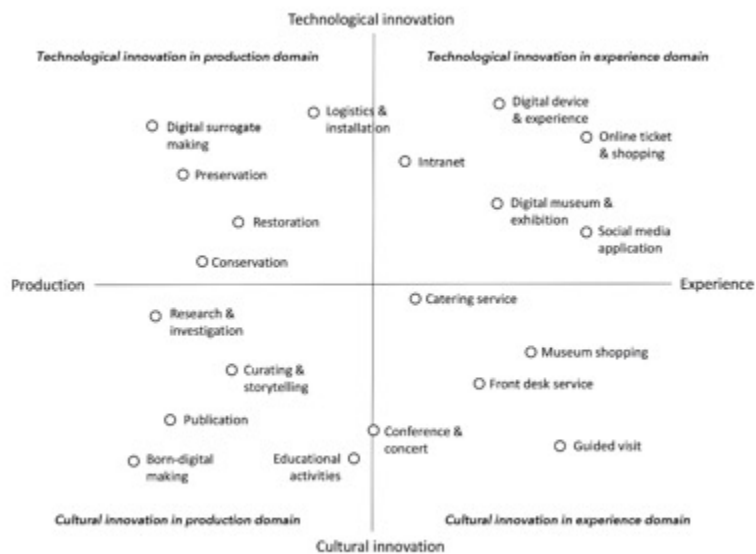 Technological innovation
Technological innovation in production domain
Technological innovation in experience domain
Digital surrogate
making
Logistics &
installation
Digital device
& experience
Online ticket
& shopping
Preservation
Intranet
Restoration
Digital museum &
exhibition
Social media
application
Conservation
Production
Experience
Research &
investigation
Catering service
Curating &
storytelling
Museum shopping
Front desk service
Publication
Conference &
concert
Guided visit
Born-digital
making
Educational
activities
Cultural innovation in production domain
Cultural innovation in experience domain
Cultural innovation